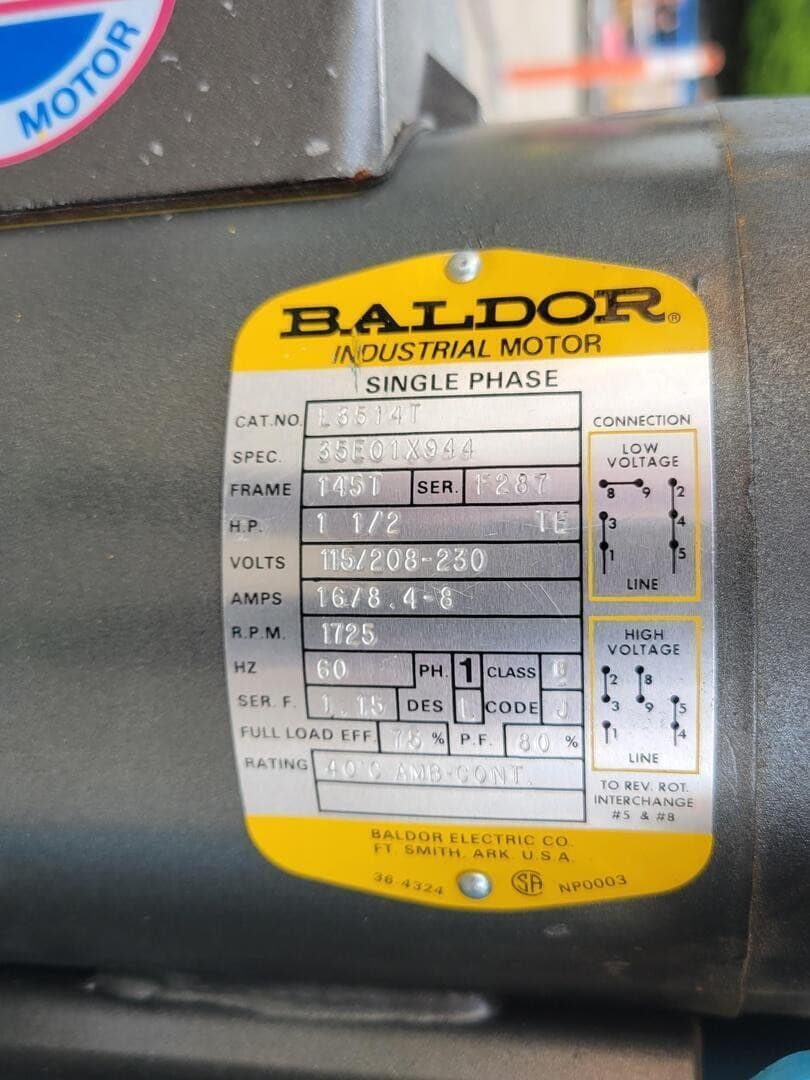 MOTOR
BALDOR®
INDUSTRIAL MOTOR
SINGLE PHASE
CAT.NO. L3514T
SPEC. 35E01X944
FRAME 145T SER. F287
H.P. 1 1/2 TE
VOLTS 115/208-230
AMPS 16/8.4-8
R.P.M. 1725
HZ 60 PH. 1 CLASS B
SER. F. 1.15 DES L CODE J
FULL LOAD EFF. 75 % P.F. 80 %
RATING 40°C AMB-CONT.
CONNECTION
LOW
VOLTAGE
8 9 2
3 4
1 5
LINE
HIGH
VOLTAGE
2 8
3 9 5
1 4
LINE
TO REV. ROT.
INTERCHANGE
#5 & #8
BALDOR ELECTRIC CO.
FT. SMITH, ARK. U.S.A.
36-4324 SA NP0003